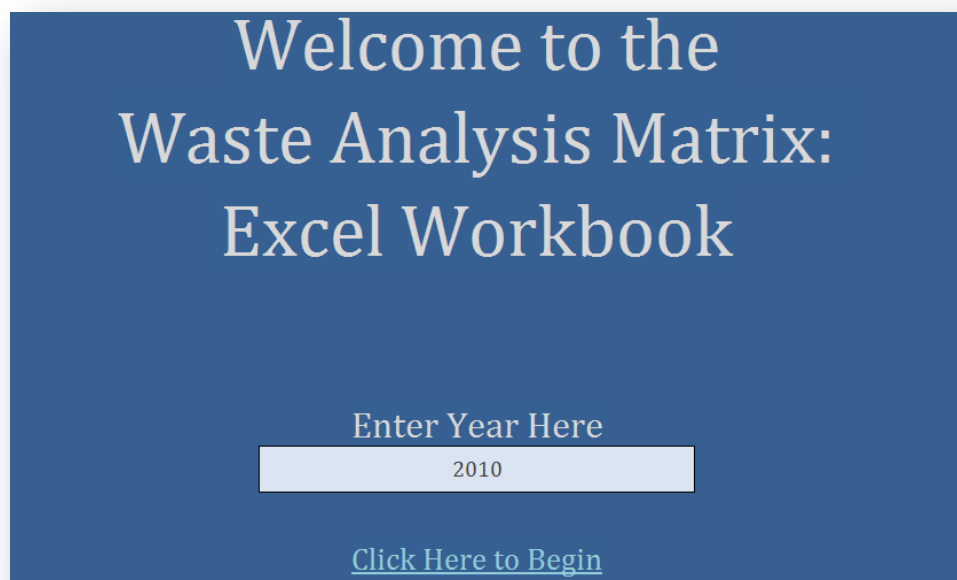 Welcome to the
Waste Analysis Matrix:
Excel Workbook
Enter Year Here
2010
Click Here to Begin